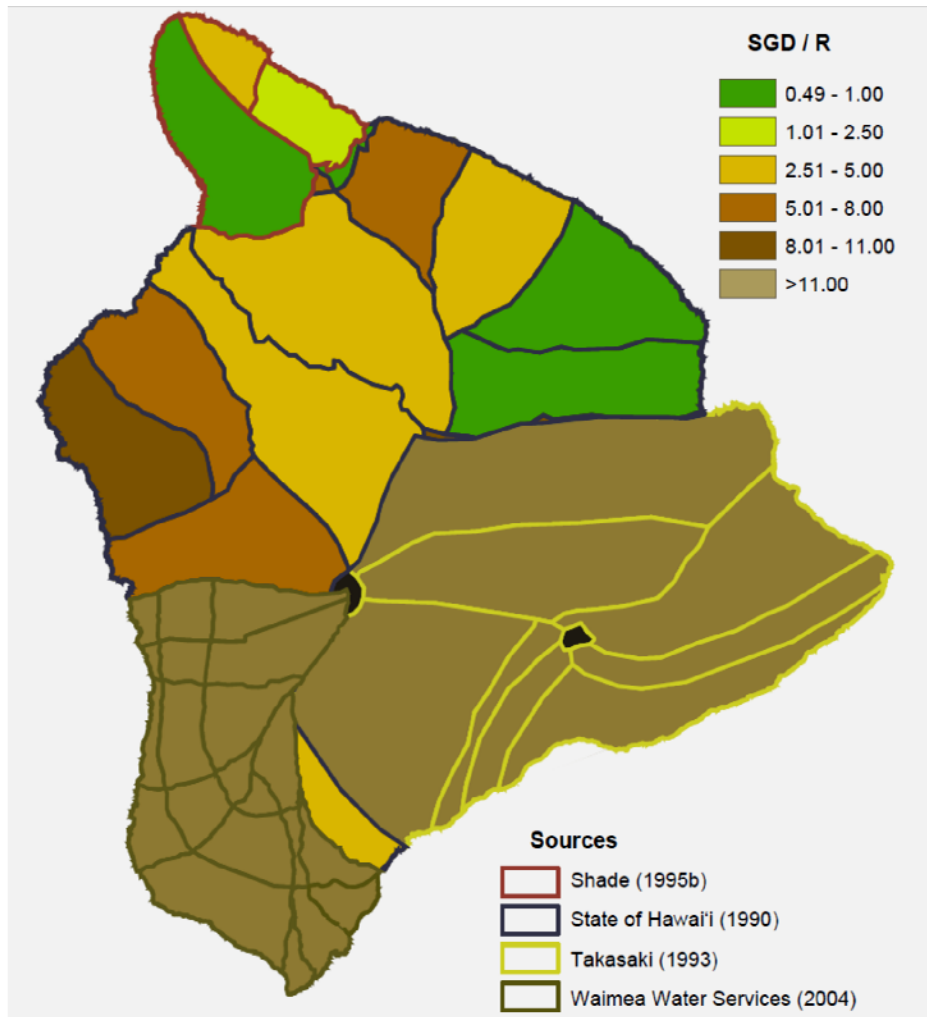 SGD / R
0.49 - 1.00
1.01 - 2.50
2.51 - 5.00
5.01 - 8.00
8.01 - 11.00
>11.00
Sources
Shade (1995b)
State of Hawai'i (1990)
Takasaki (1993)
Waimea Water Services (2004)